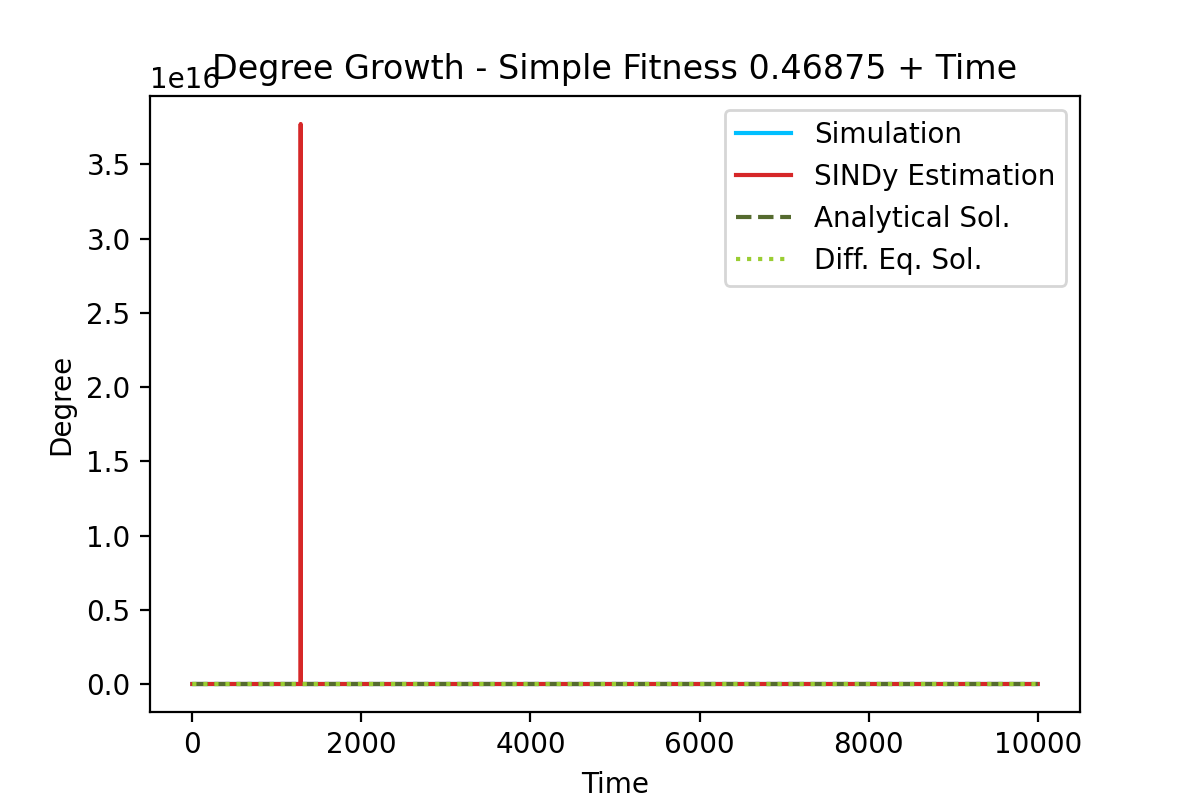 Degree Growth - Simple Fitness 0.46875 + Time
1e16
Simulation
SINDy Estimation
Analytical Sol.
Diff. Eq. Sol.
3.5
3.0
2.5
2.0
1.5
1.0
0.5
0.0
Degree
0 2000 4000 6000 8000 10000
Time